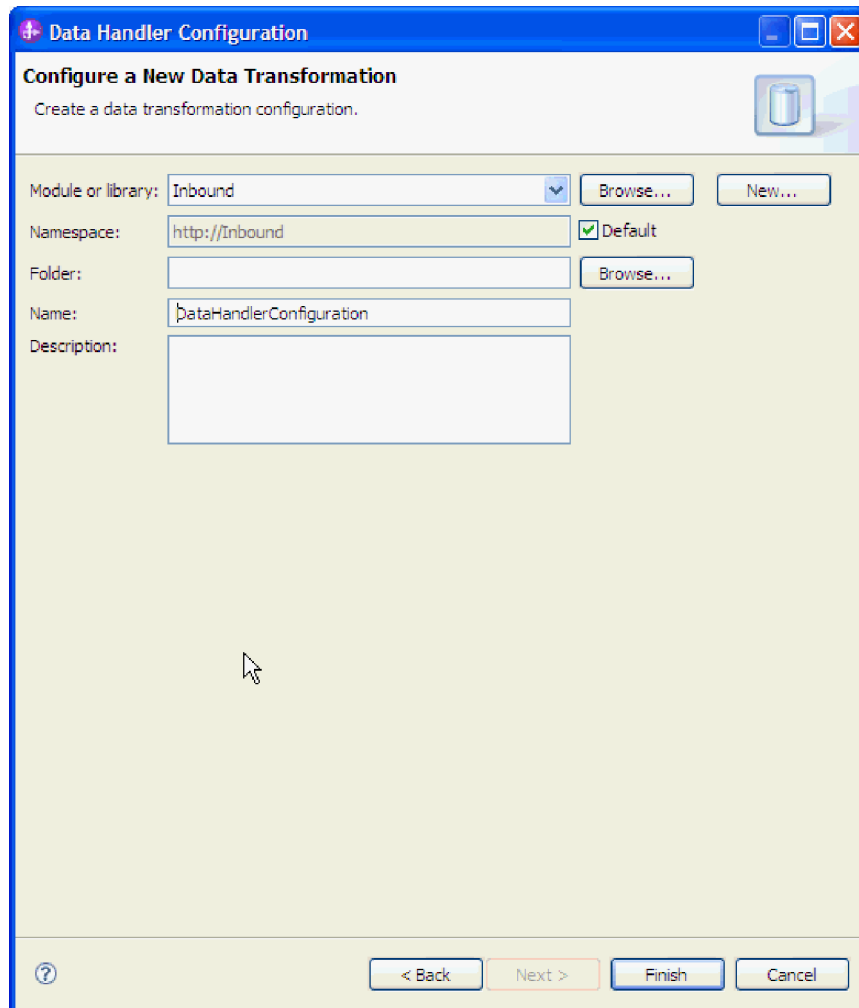 Data Handler Configuration
Configure a New Data Transformation
Create a data transformation configuration.
Module or library: Inbound Browse... New...
Namespace: http://Inbound Default
Folder: Browse...
Name: DataHandlerConfiguration
Description:
? < Back Next > Finish Cancel